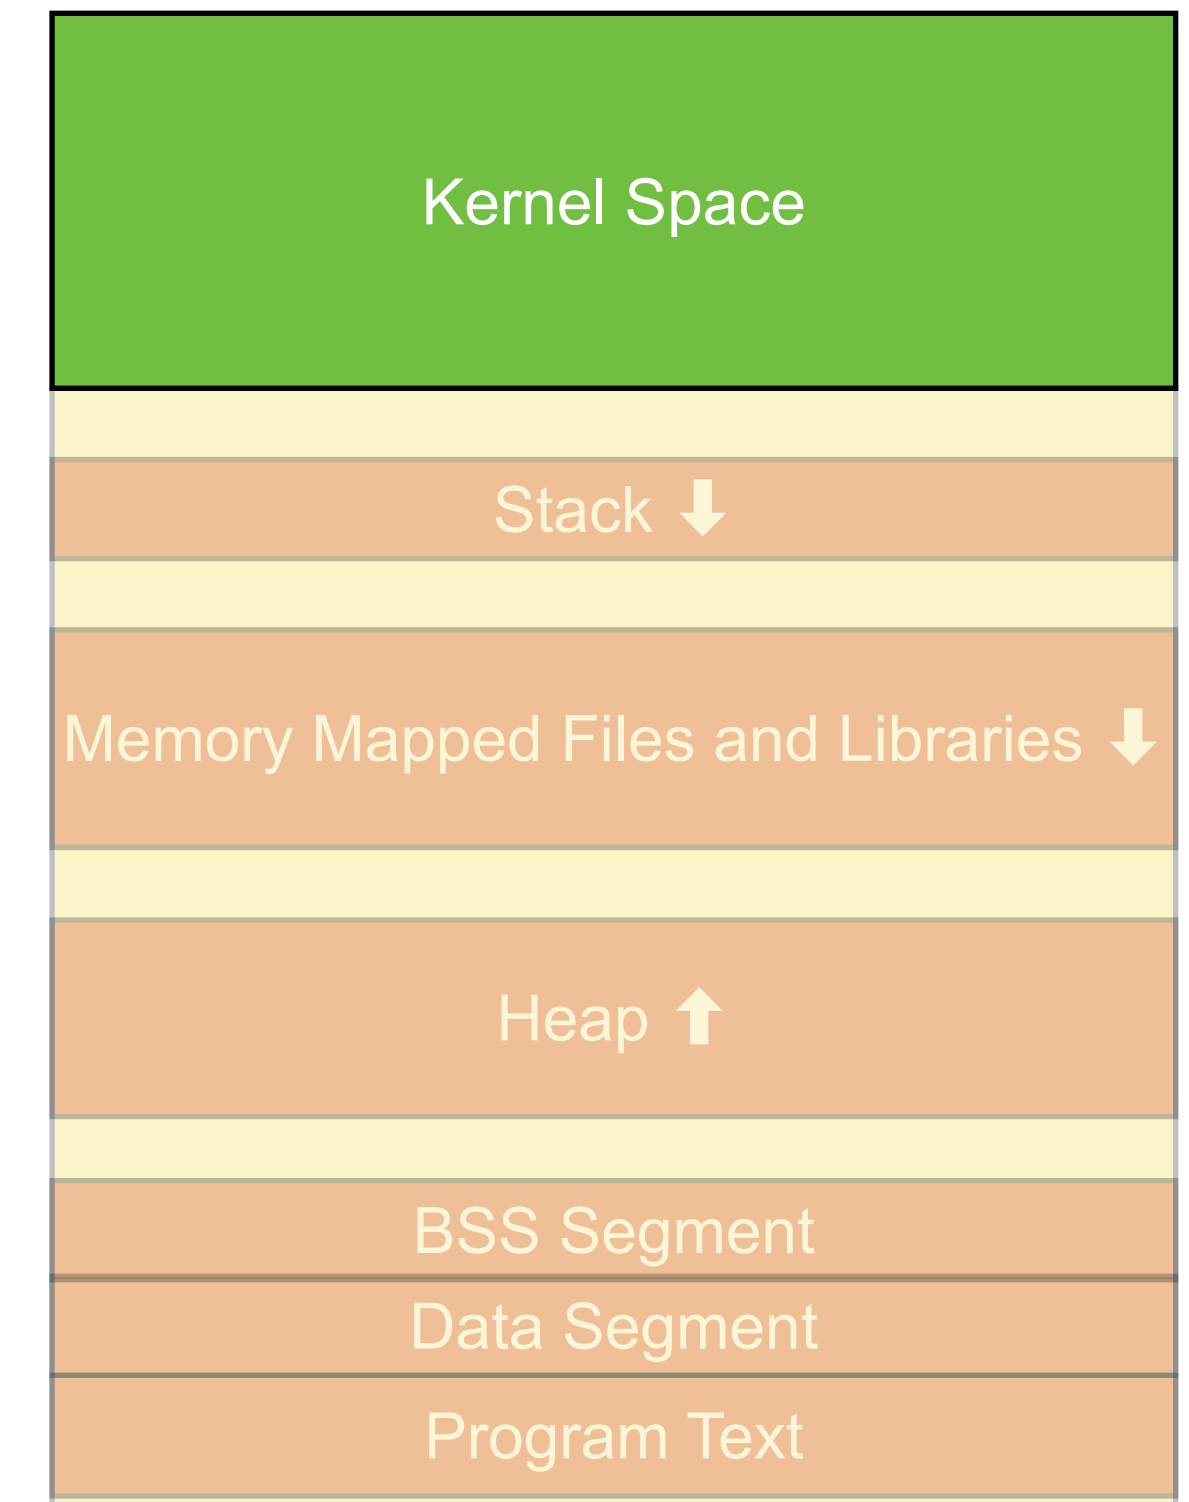 Kernel Space
Stack ⬇
Memory Mapped Files and Libraries ⬇
Heap ⬆
BSS Segment
Data Segment
Program Text